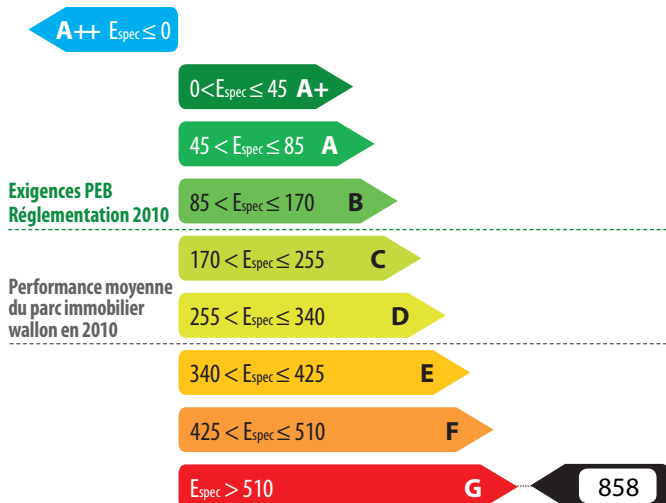 A++ Espec ≤ 0
0 < Espec ≤ 45 A+
45 < Espec ≤ 85 A
Exigences PEB
Réglementation 2010
85 < Espec ≤ 170 B
170 < Espec ≤ 255 C
Performance moyenne
du parc immobilier
wallon en 2010
255 < Espec ≤ 340 D
340 < Espec ≤ 425 E
425 < Espec ≤ 510 F
Espec > 510 G 858